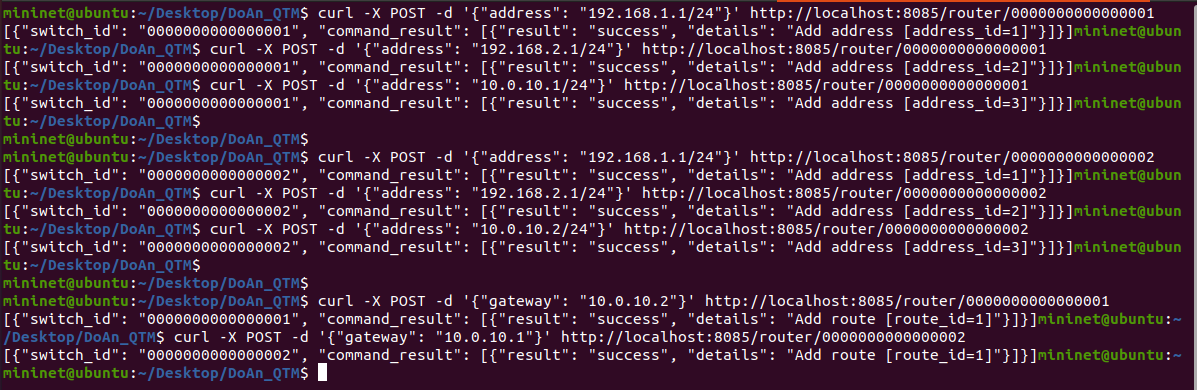 mininet@ubuntu:~/Desktop/DoAn_QTM$ curl -X POST -d '{"address": "192.168.1.1/24"}' http://localhost:8085/router/0000000000000001
[{"switch_id": "0000000000000001", "command_result": [{"result": "success", "details": "Add address [address_id=1]"}]}]mininet@ubun
tu:~/Desktop/DoAn_QTM$ curl -X POST -d '{"address": "192.168.2.1/24"}' http://localhost:8085/router/0000000000000001
[{"switch_id": "0000000000000001", "command_result": [{"result": "success", "details": "Add address [address_id=2]"}]}]mininet@ubun
tu:~/Desktop/DoAn_QTM$ curl -X POST -d '{"address": "10.0.10.1/24"}' http://localhost:8085/router/0000000000000001
[{"switch_id": "0000000000000001", "command_result": [{"result": "success", "details": "Add address [address_id=3]"}]}]mininet@ubun
tu:~/Desktop/DoAn_QTM$
mininet@ubuntu:~/Desktop/DoAn_QTM$
mininet@ubuntu:~/Desktop/DoAn_QTM$ curl -X POST -d '{"address": "192.168.1.1/24"}' http://localhost:8085/router/0000000000000002
[{"switch_id": "0000000000000002", "command_result": [{"result": "success", "details": "Add address [address_id=1]"}]}]mininet@ubun
tu:~/Desktop/DoAn_QTM$ curl -X POST -d '{"address": "192.168.2.1/24"}' http://localhost:8085/router/0000000000000002
[{"switch_id": "0000000000000002", "command_result": [{"result": "success", "details": "Add address [address_id=2]"}]}]mininet@ubun
tu:~/Desktop/DoAn_QTM$ curl -X POST -d '{"address": "10.0.10.2/24"}' http://localhost:8085/router/0000000000000002
[{"switch_id": "0000000000000002", "command_result": [{"result": "success", "details": "Add address [address_id=3]"}]}]mininet@ubun
tu:~/Desktop/DoAn_QTM$
mininet@ubuntu:~/Desktop/DoAn_QTM$
mininet@ubuntu:~/Desktop/DoAn_QTM$ curl -X POST -d '{"gateway": "10.0.10.2"}' http://localhost:8085/router/0000000000000001
[{"switch_id": "0000000000000001", "command_result": [{"result": "success", "details": "Add route [route_id=1]"}]}]mininet@ubuntu:~
/Desktop/DoAn_QTM$ curl -X POST -d '{"gateway": "10.0.10.1"}' http://localhost:8085/router/0000000000000002
[{"switch_id": "0000000000000002", "command_result": [{"result": "success", "details": "Add route [route_id=1]"}]}]mininet@ubuntu:~
mininet@ubuntu:~/Desktop/DoAn_QTM$